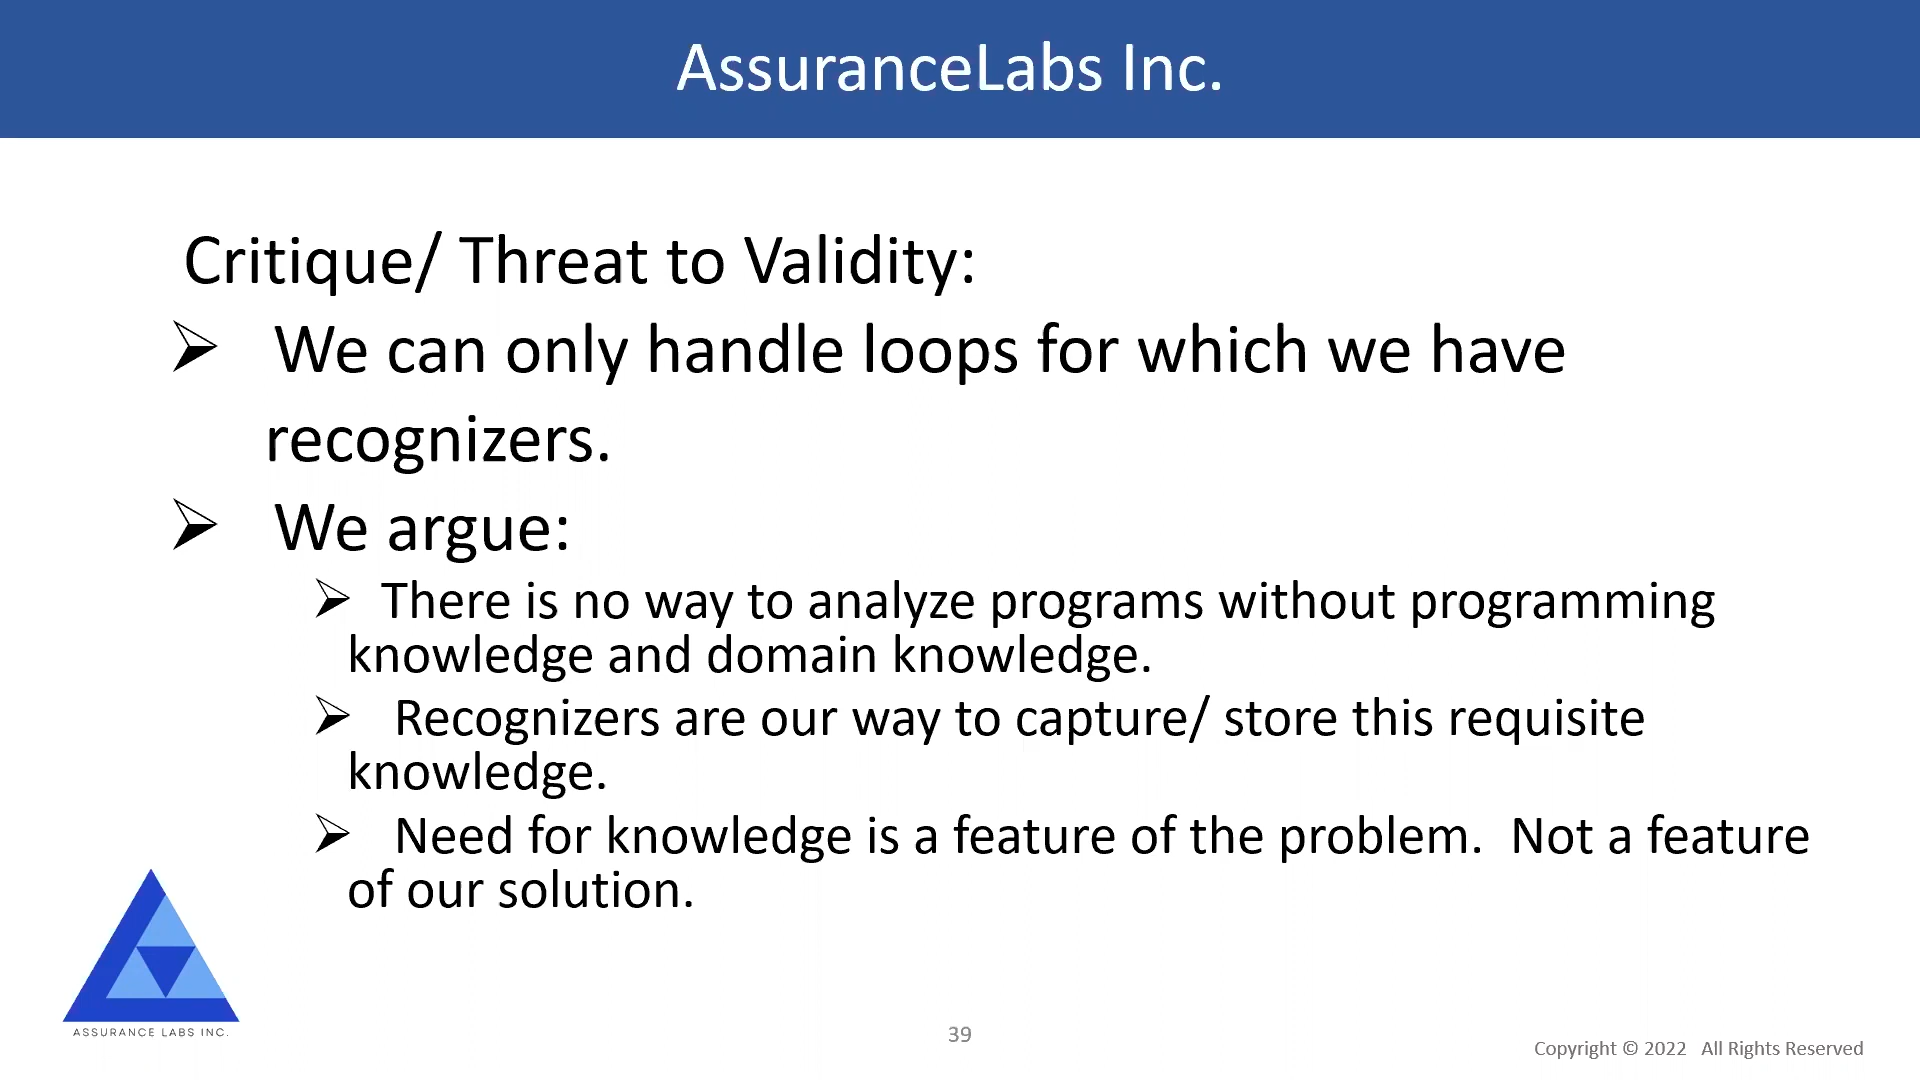 AssuranceLabs Inc.
Critique/ Threat to Validity:
We can only handle loops for which we have
recognizers.
We argue:
There is no way to analyze programs without programming
knowledge and domain knowledge.
Recognizers are our way to capture/ store this requisite
knowledge.
Need for knowledge is a feature of the problem.  Not a feature
of our solution.
ASSURANCE LABS INC.
39
Copyright © 2022   All Rights Reserved